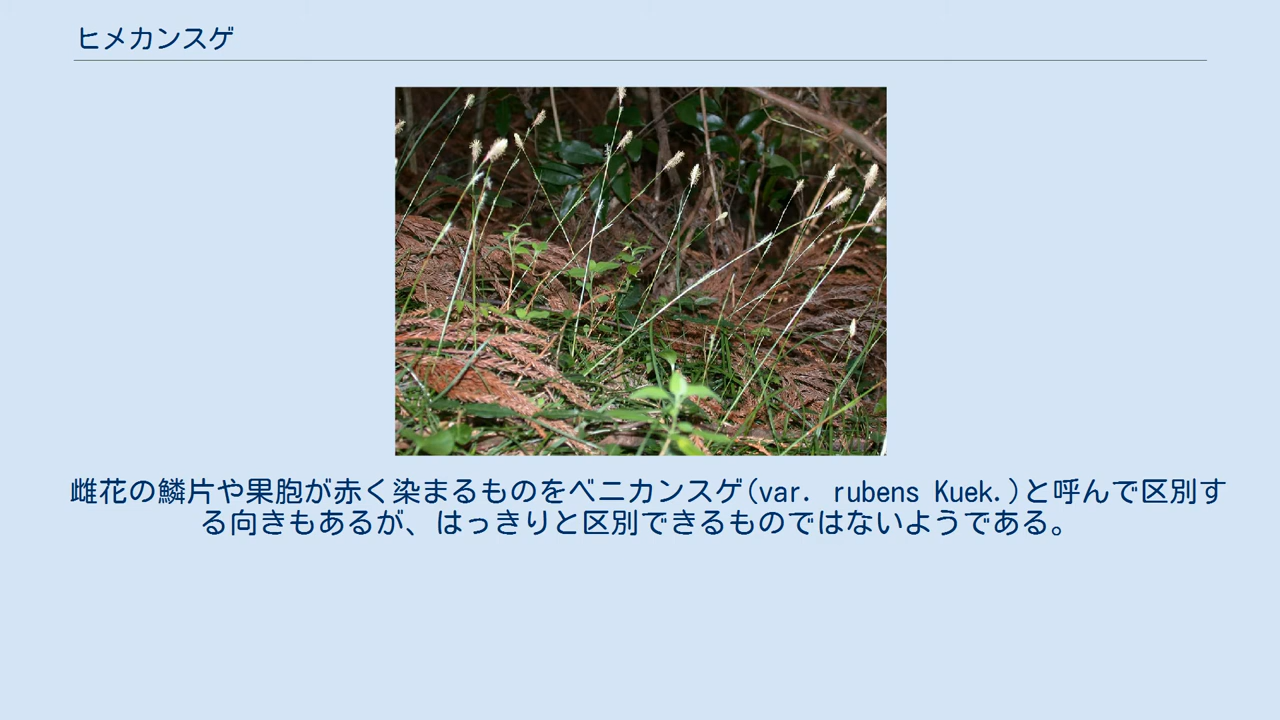 ヒメカンスゲ
雌花の鱗片や果胞が赤く染まるものをベニカンスゲ(var. rubens Kuek.)と呼んで区別す
る向きもあるが、はっきりと区別できるものではないようである。